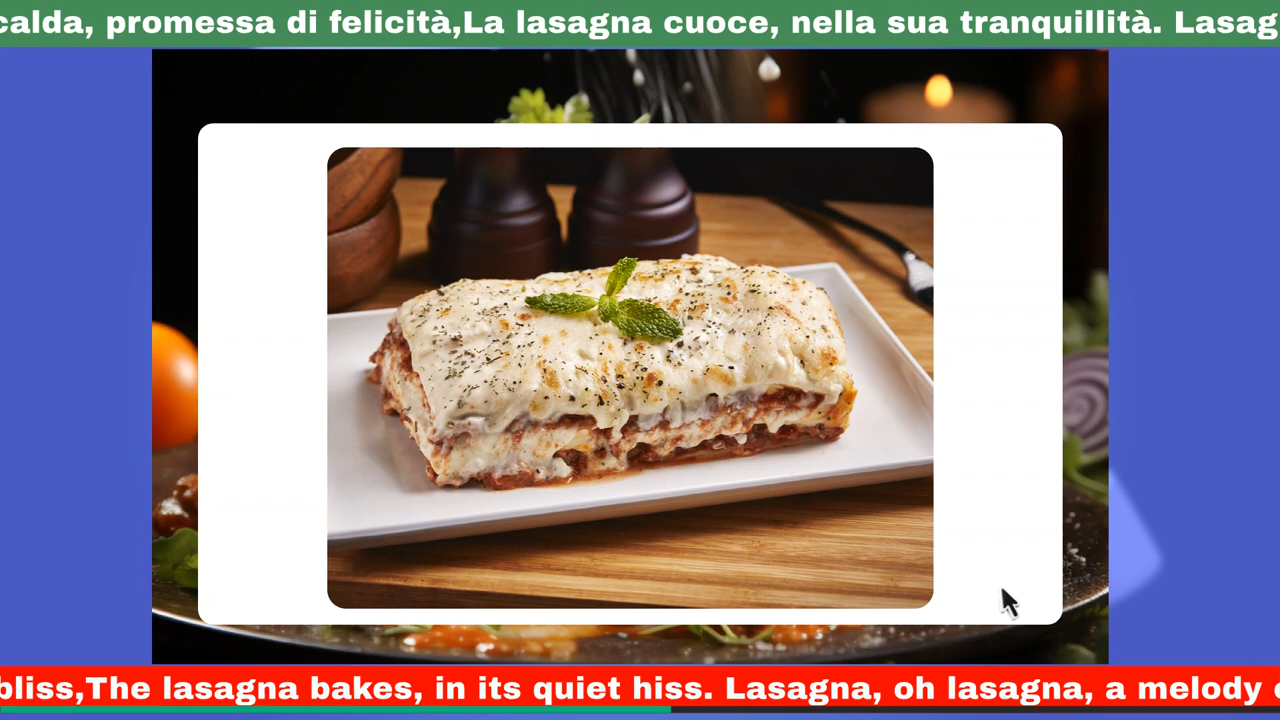 calda, promessa di felicità,La lasagna cuoce, nella sua tranquillità. Lasag
bliss,The lasagna bakes, in its quiet hiss. Lasagna, oh lasagna, a melody